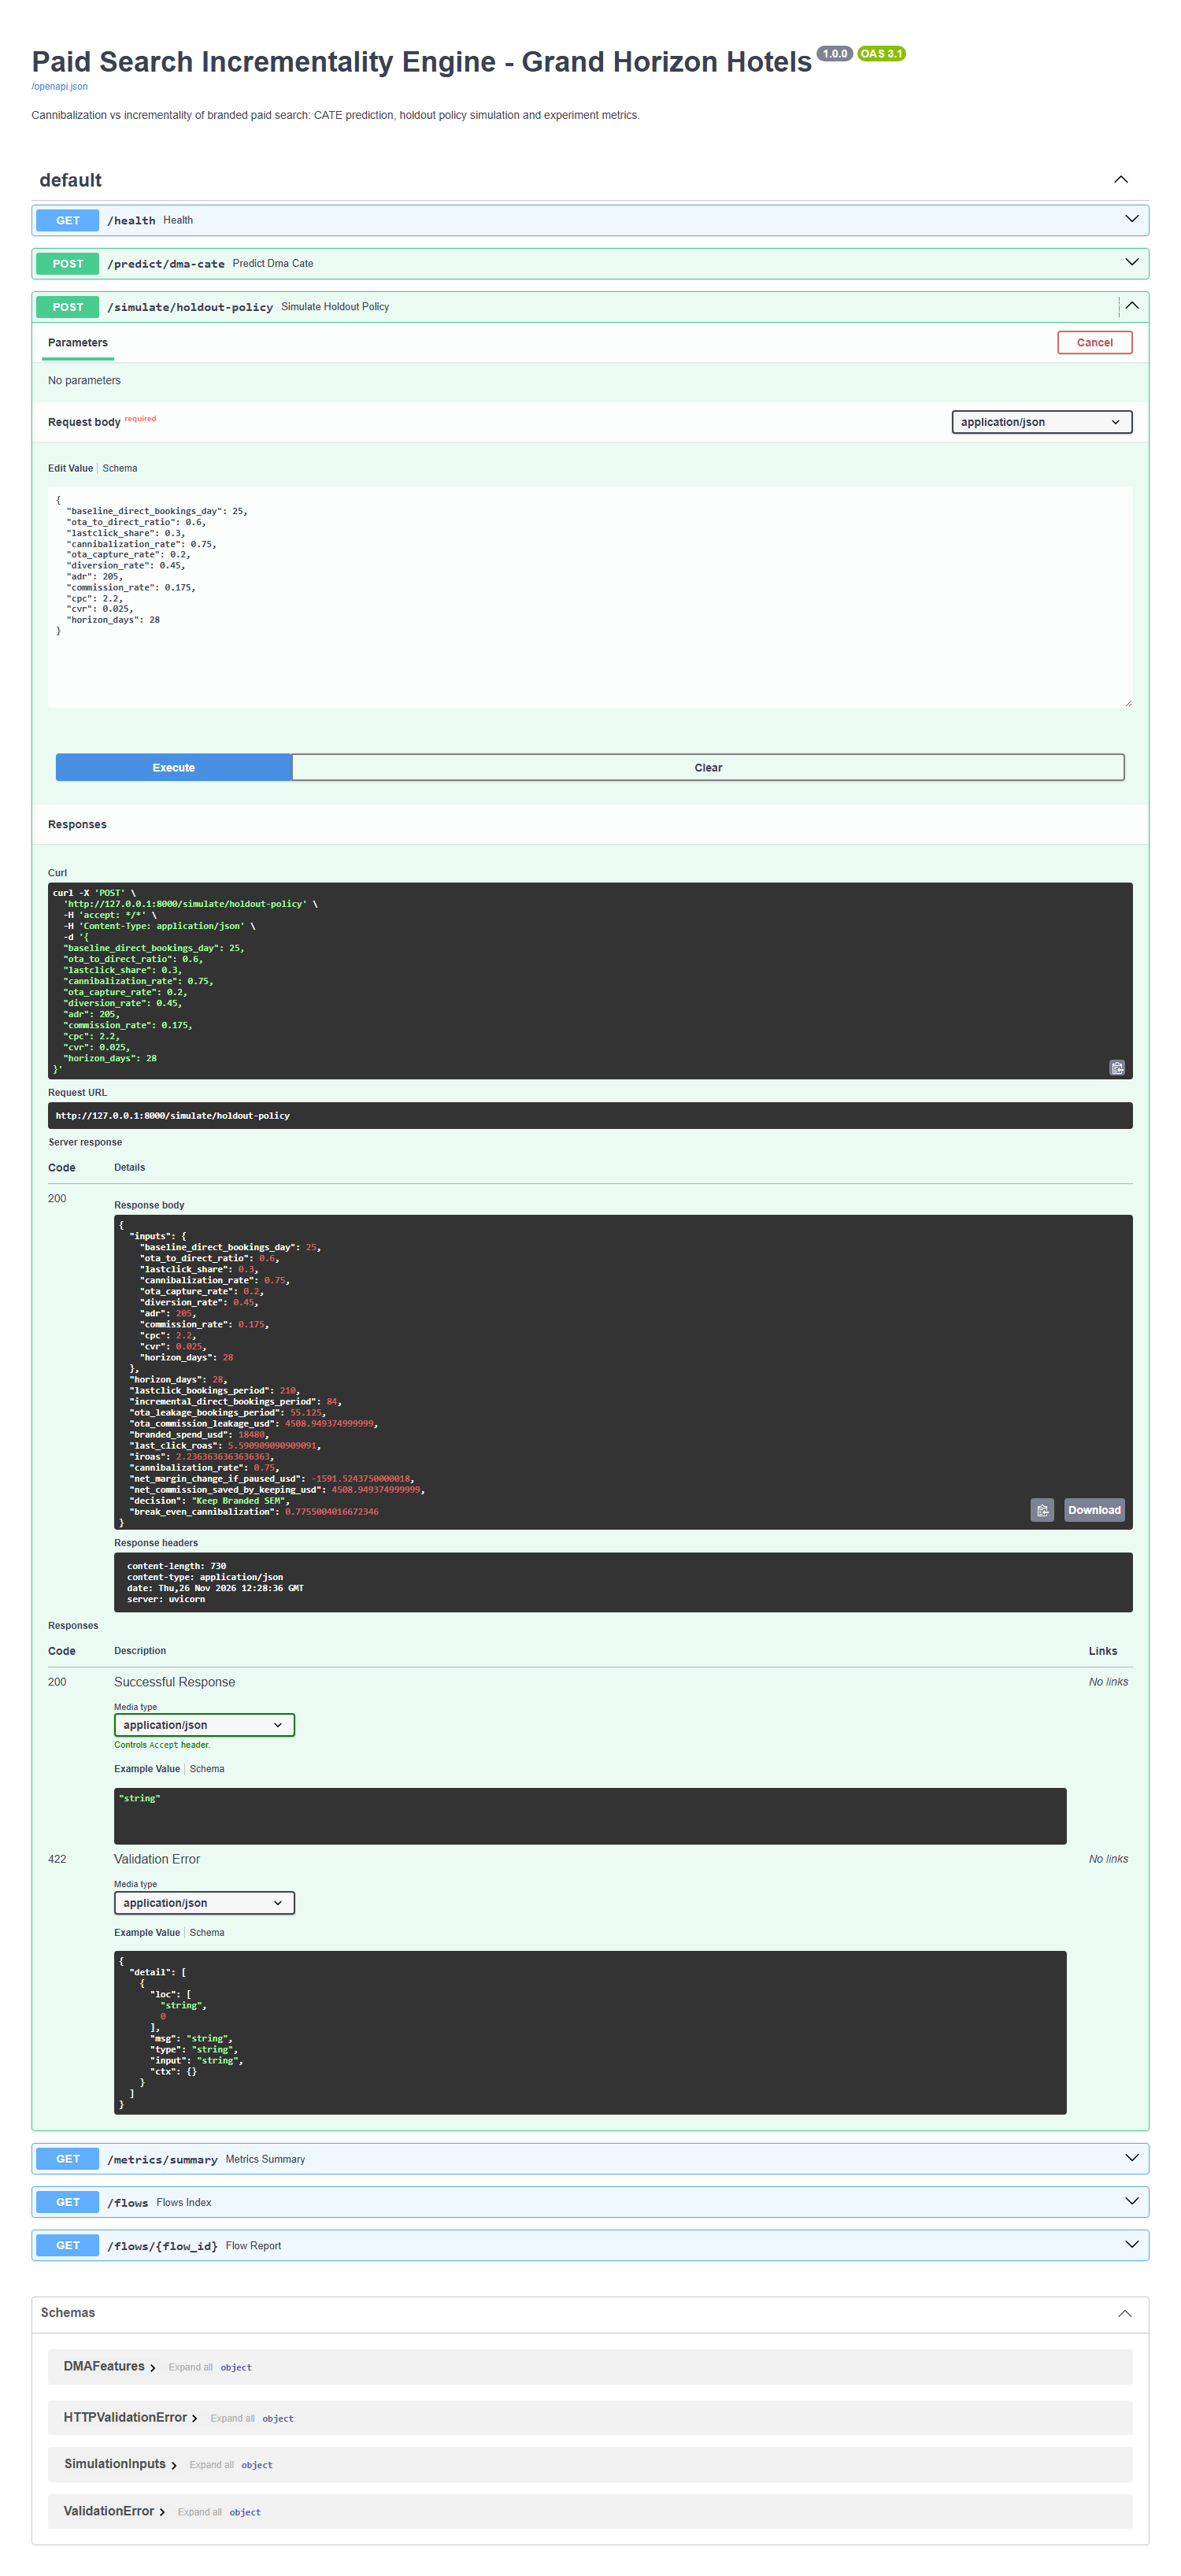 Paid Search Incrementality Engine - Grand Horizon Hotels 1.0.0 OAS 3.1
/openapi.json
Cannibalization vs incrementality of branded paid search: CATE prediction, holdout policy simulation and experiment metrics.
default
GET /health Health
POST /predict/dma-cate Predict Dma Cate
POST /simulate/holdout-policy Simulate Holdout Policy
Parameters Cancel
No parameters
Request body required application/json
Edit Value Schema
{
"baseline_direct_bookings_day": 25,
"ota_to_direct_ratio": 0.6,
"lastclick_share": 0.3,
"cannibalization_rate": 0.75,
"ota_capture_rate": 0.2,
"diversion_rate": 0.45,
"adr": 205,
"commission_rate": 0.175,
"cpc": 2.2,
"cvr": 0.025,
"horizon_days": 28
}
Execute Clear
Responses
Curl
curl -X 'POST' \
'http://127.0.0.1:8000/simulate/holdout-policy' \
-H 'accept: */*' \
-H 'Content-Type: application/json' \
-d '{
"baseline_direct_bookings_day": 25,
"ota_to_direct_ratio": 0.6,
"lastclick_share": 0.3,
"cannibalization_rate": 0.75,
"ota_capture_rate": 0.2,
"diversion_rate": 0.45,
"adr": 205,
"commission_rate": 0.175,
"cpc": 2.2,
"cvr": 0.025,
"horizon_days": 28
}'
Request URL
http://127.0.0.1:8000/simulate/holdout-policy
Server response
Code Details
200
Response body
{
"inputs": {
"baseline_direct_bookings_day": 25,
"ota_to_direct_ratio": 0.6,
"lastclick_share": 0.3,
"cannibalization_rate": 0.75,
"ota_capture_rate": 0.2,
"diversion_rate": 0.45,
"adr": 205,
"commission_rate": 0.175,
"cpc": 2.2,
"cvr": 0.025,
"horizon_days": 28
},
"horizon_days": 28,
"lastclick_bookings_period": 210,
"incremental_direct_bookings_period": 84,
"ota_leakage_bookings_period": 55.125,
"ota_commission_leakage_usd": 4508.949374999999,
"branded_spend_usd": 18480,
"last_click_roas": 5.590909090909091,
"iroas": 2.2363636363636363,
"cannibalization_rate": 0.75,
"net_margin_change_if_paused_usd": -1591.5243750000018,
"net_commission_saved_by_keeping_usd": 4508.949374999999,
"decision": "Keep Branded SEM",
"break_even_cannibalization": 0.7755004016672346
}
Download
Response headers
content-length: 730
content-type: application/json
date: Thu,26 Nov 2026 12:28:36 GMT
server: uvicorn
Responses
Code Description Links
200 Successful Response No links
Media type
application/json
Controls Accept header.
Example Value Schema
"string"
422 Validation Error No links
Media type
application/json
Example Value Schema
{
"detail": [
{
"loc": [
"string",
0
],
"msg": "string",
"type": "string",
"input": "string",
"ctx": {}
}
]
}
GET /metrics/summary Metrics Summary
GET /flows Flows Index
GET /flows/{flow_id} Flow Report
Schemas
DMAFeatures Expand all object
HTTPValidationError Expand all object
SimulationInputs Expand all object
ValidationError Expand all object